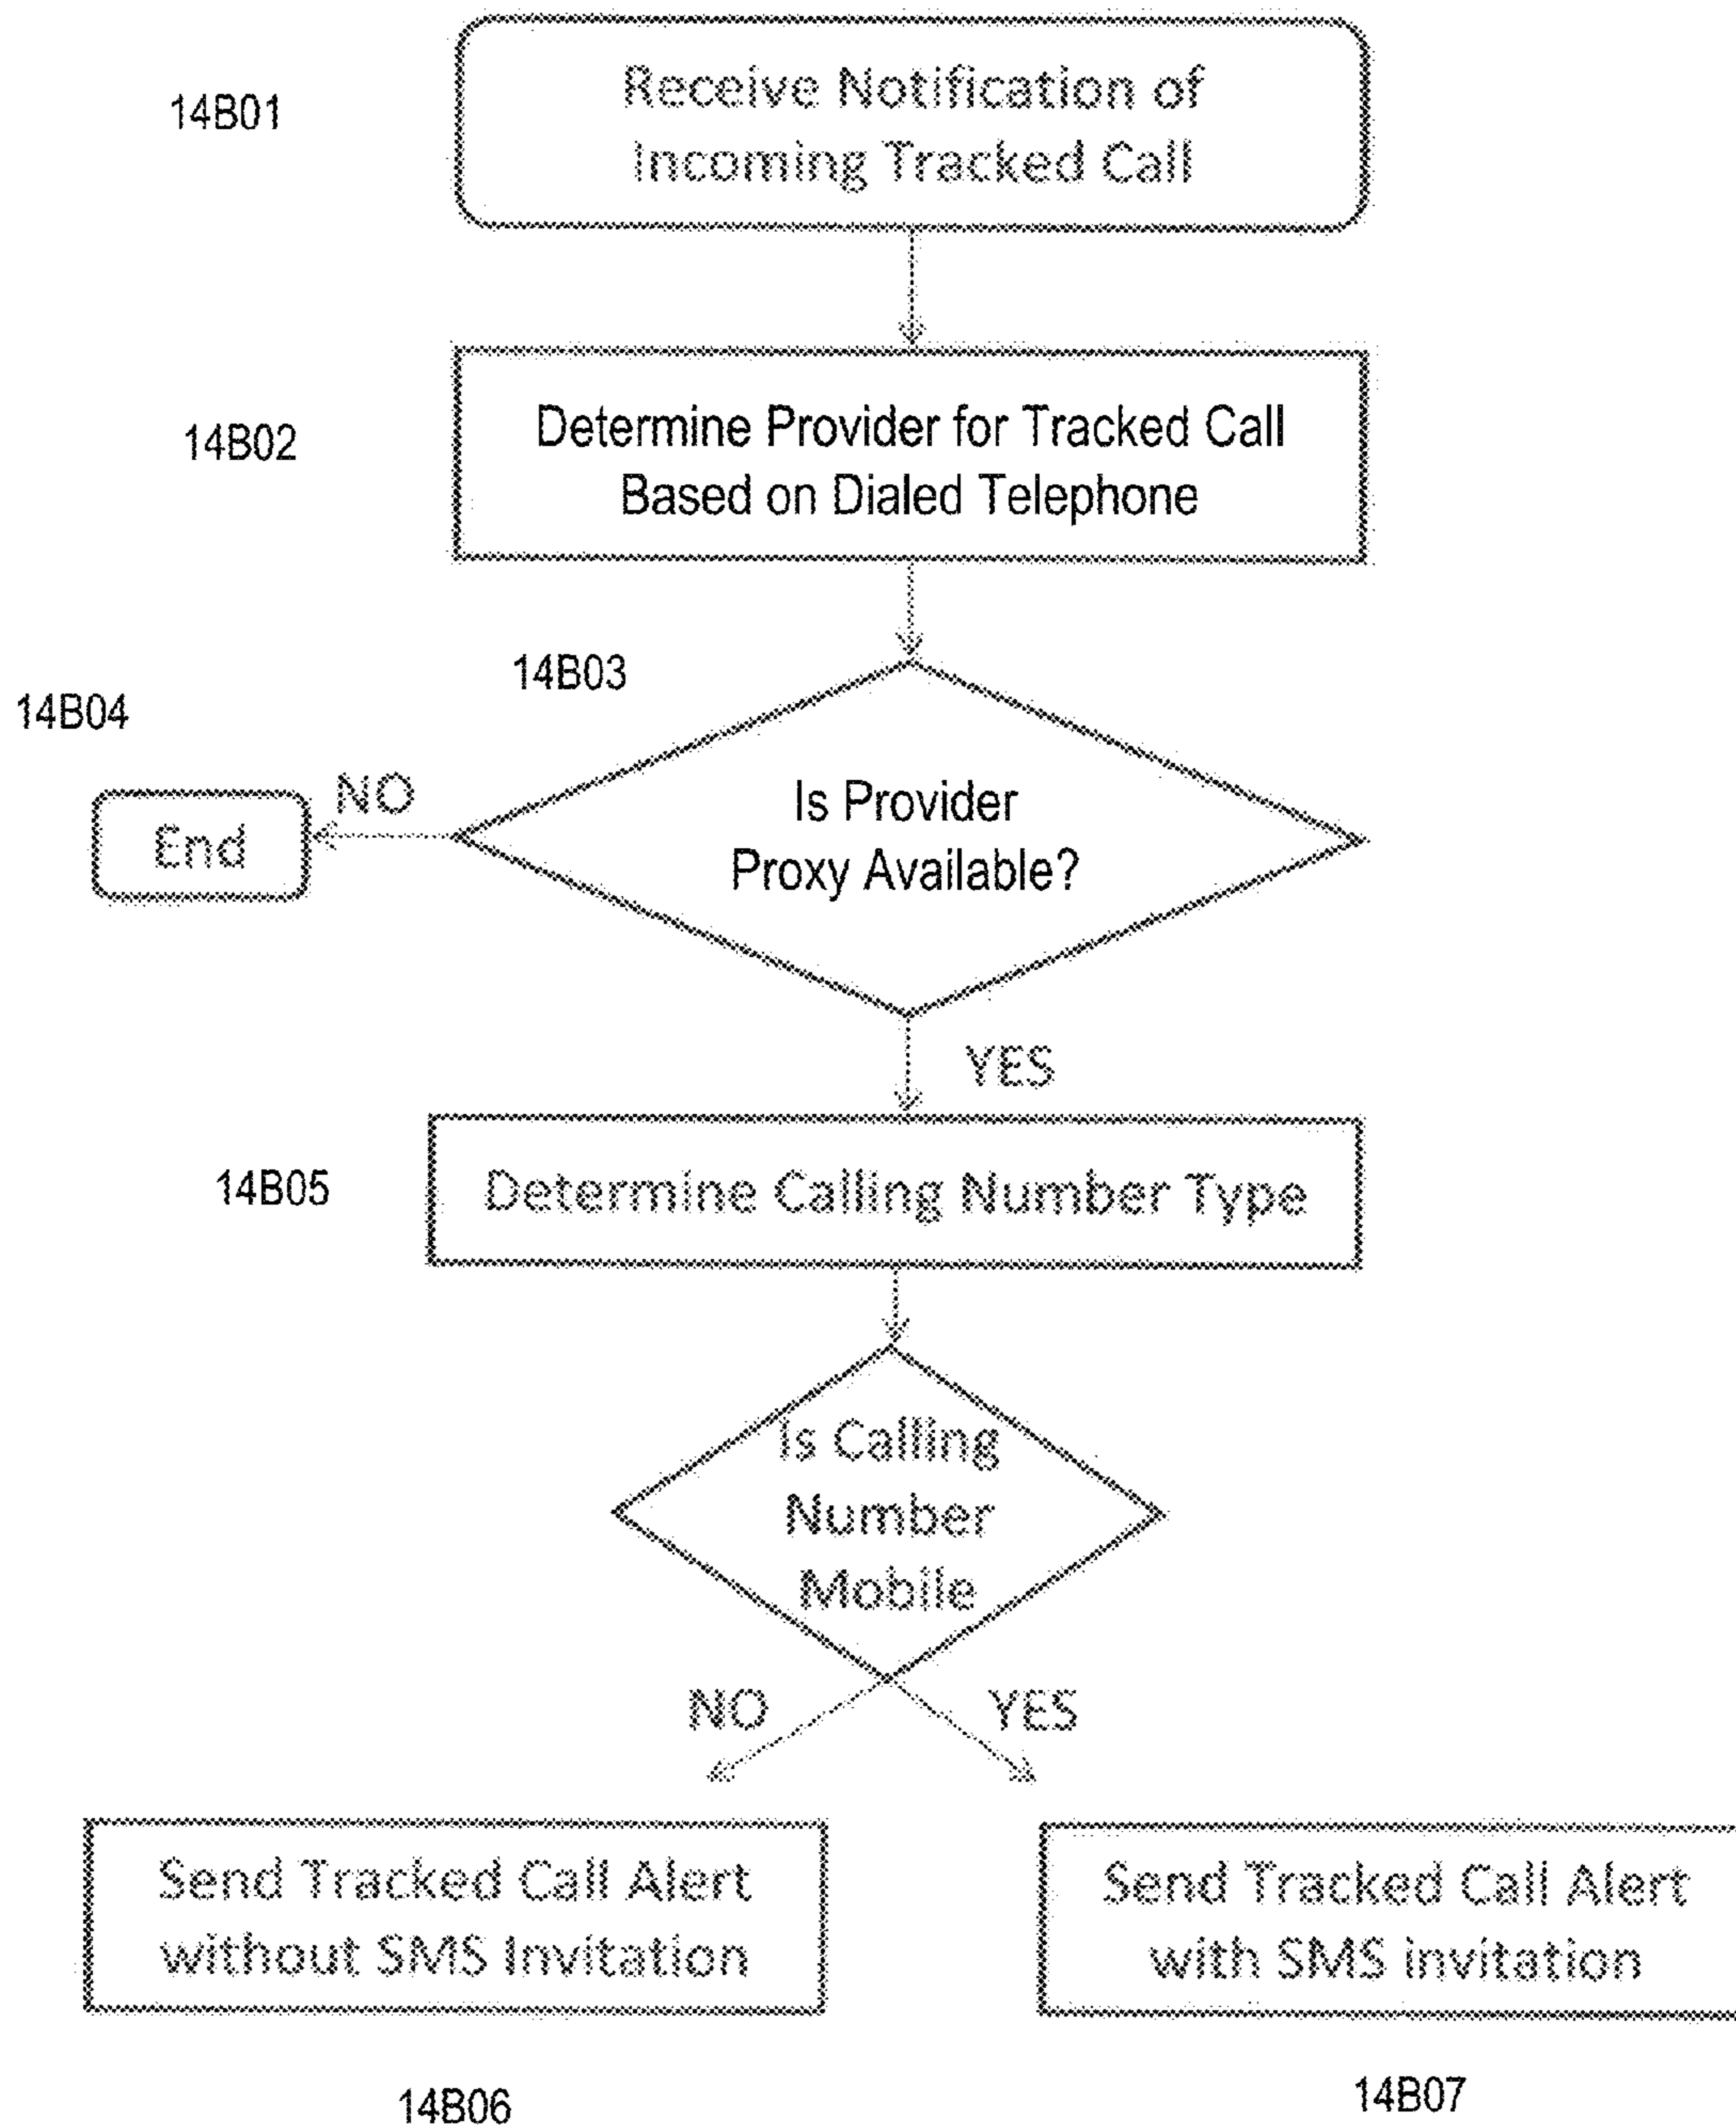 14B01
Receive Notification of
Incoming Tracked Call
14B02
Determine Provider for Tracked Call
Based on Dialed Telephone
14B03
14B04
NO
End
Is Provider
Proxy Available?
YES
14B05
Determine Calling Number Type
Is Calling
Number
Mobile
NO
YES
Send Tracked Call Alert
without SMS Invitation
Send Tracked Call Alert
with SMS invitation
14B06
14B07